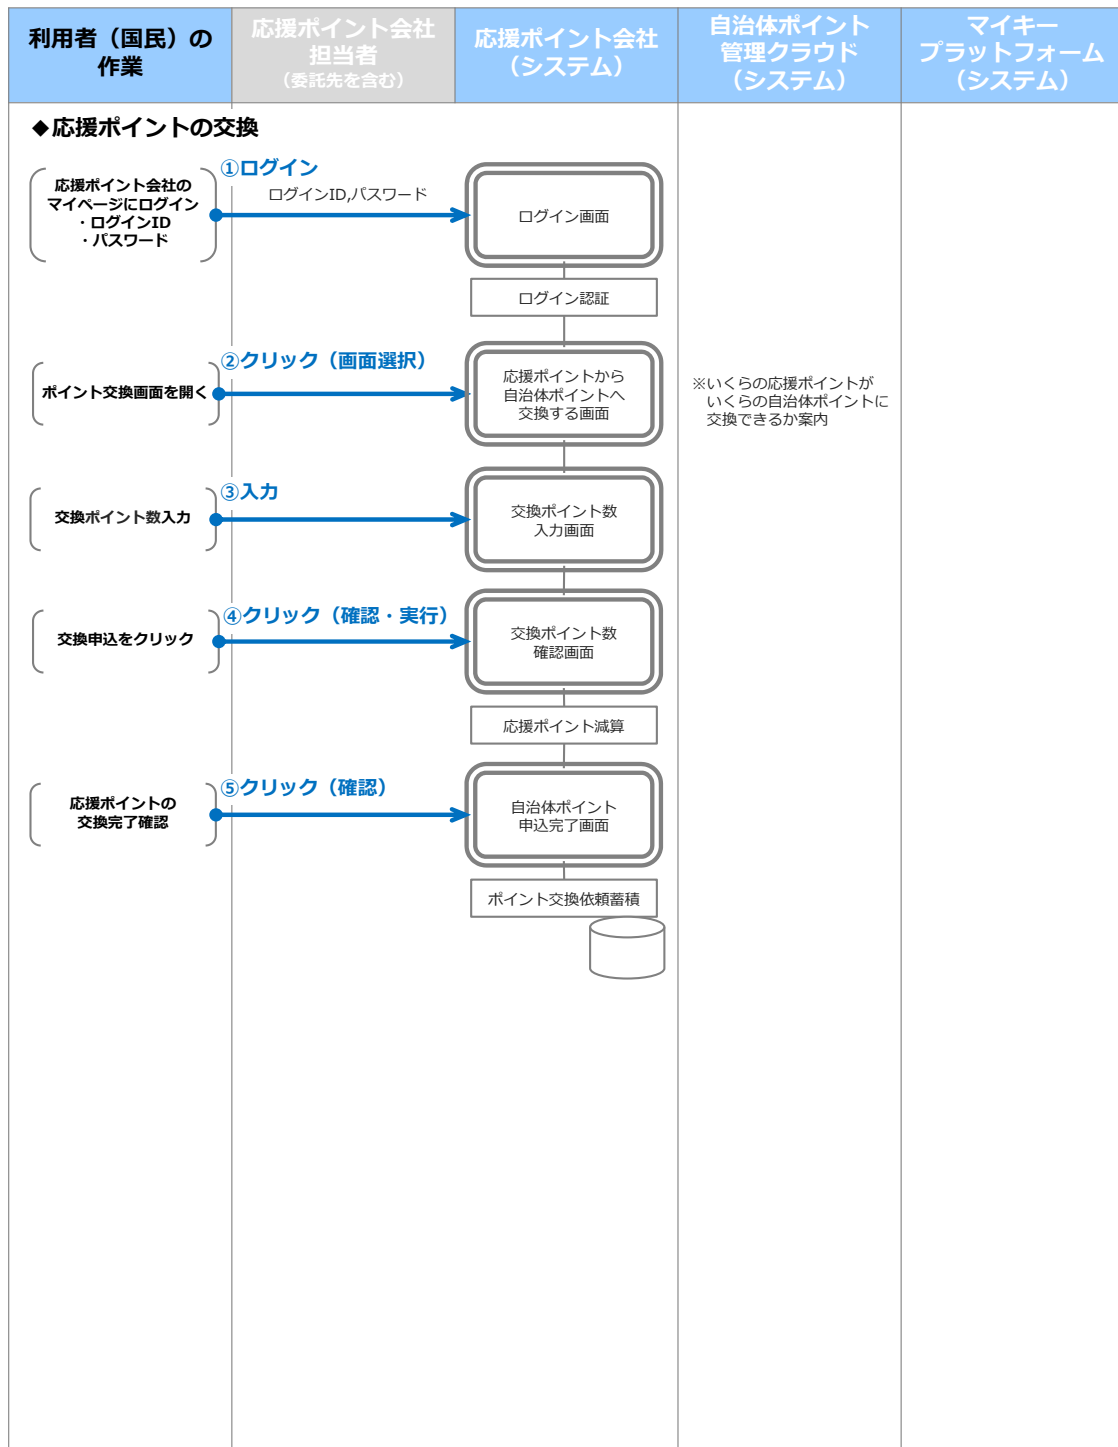 利用者（国民）の
作業
応援ポイント会社
担当者
（委託先を含む）
応援ポイント会社
（システム）
自治体ポイント
管理クラウド
（システム）
マイキー
プラットフォーム
（システム）
◆応援ポイントの交換
応援ポイント会社の
マイページにログイン
・ログインID
・パスワード
①ログイン
ログインID,パスワード
ログイン画面
ログイン認証
ポイント交換画面を開く
②クリック（画面選択）
応援ポイントから
自治体ポイントへ
交換する画面
※いくらの応援ポイントが
いくらの自治体ポイントに
交換できるか案内
交換ポイント数入力
③入力
交換ポイント数
入力画面
交換申込をクリック
④クリック（確認・実行）
交換ポイント数
確認画面
応援ポイント減算
応援ポイントの
交換完了確認
⑤クリック（確認）
自治体ポイント
申込完了画面
ポイント交換依頼蓄積